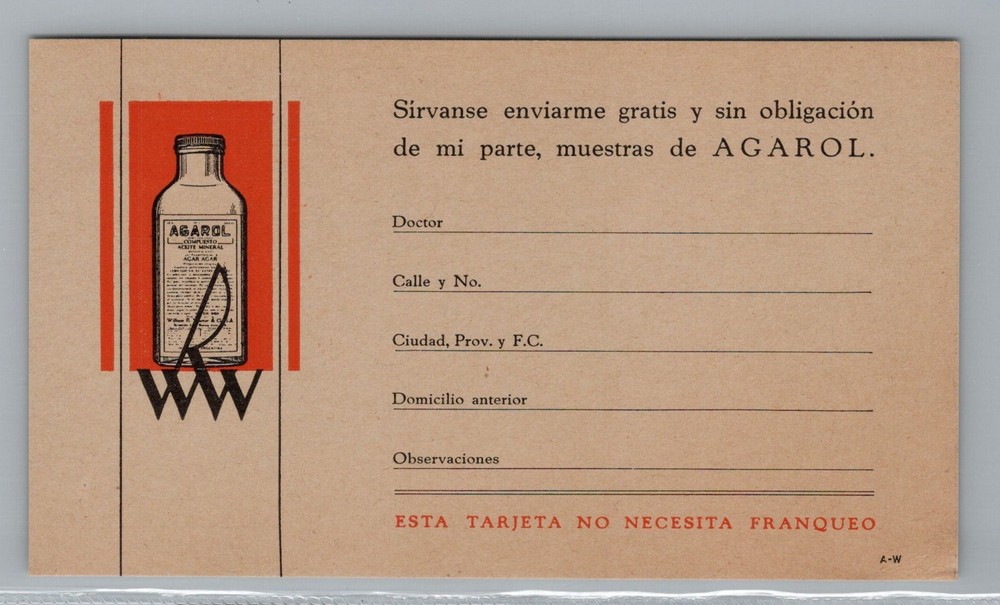 Sírvanse enviarme gratis y sin obligación
de mi parte, muestras de AGAROL.
Doctor
Calle y No.
Ciudad, Prov. y F.C.
Domicilio anterior
Observaciones
ESTA TARJETA NO NECESITA FRANQUEO
A-W
AGAROL
COMPUESTO
ACEITE MINERAL
AGAR AGAR
WRW